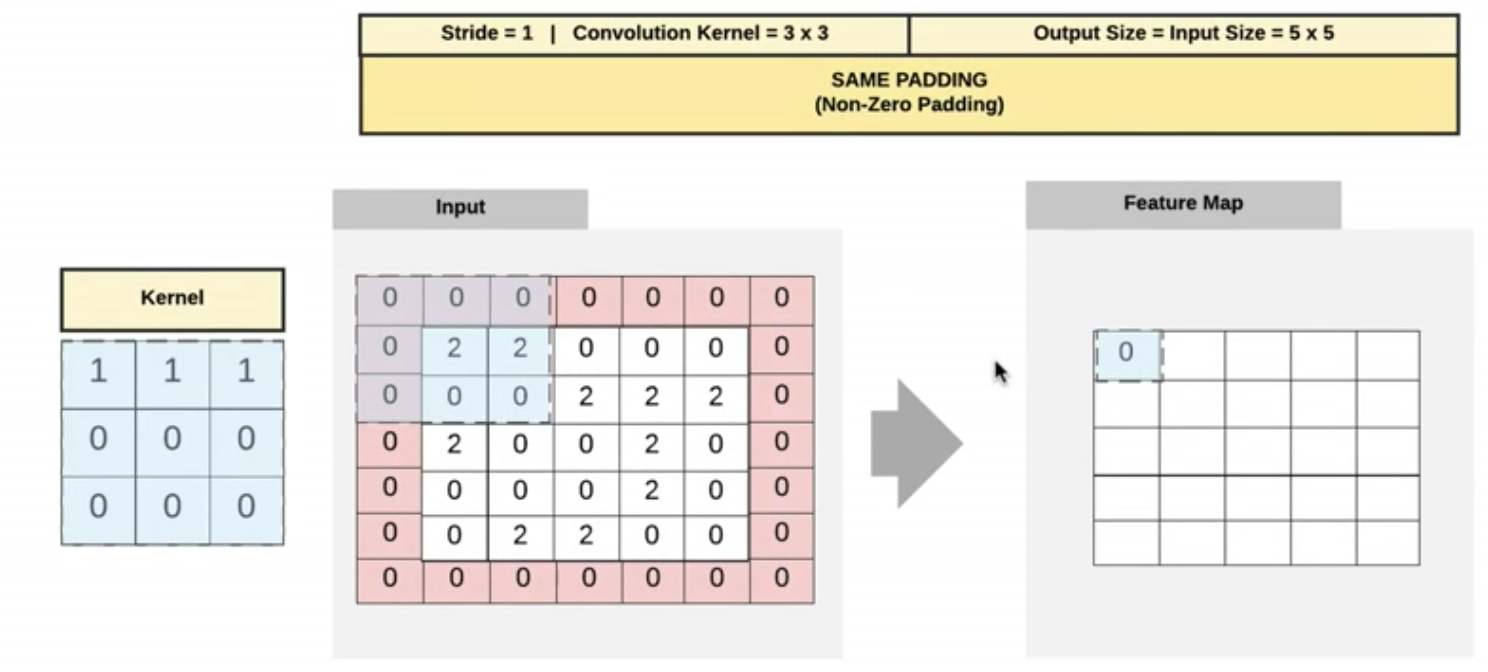 Stride = 1 | Convolution Kernel = 3 x 3
Output Size = Input Size = 5 x 5
SAME PADDING
(Non-Zero Padding)
Input
Feature Map
Kernel
1 1 1
0 0 0
0 0 0
0 0 0 0 0 0 0
0 2 2 0 0 0 0
0 0 0 2 2 2 0
0 2 0 0 2 0 0
0 0 0 0 2 0 0
0 0 2 2 0 0 0
0 0 0 0 0 0 0
0